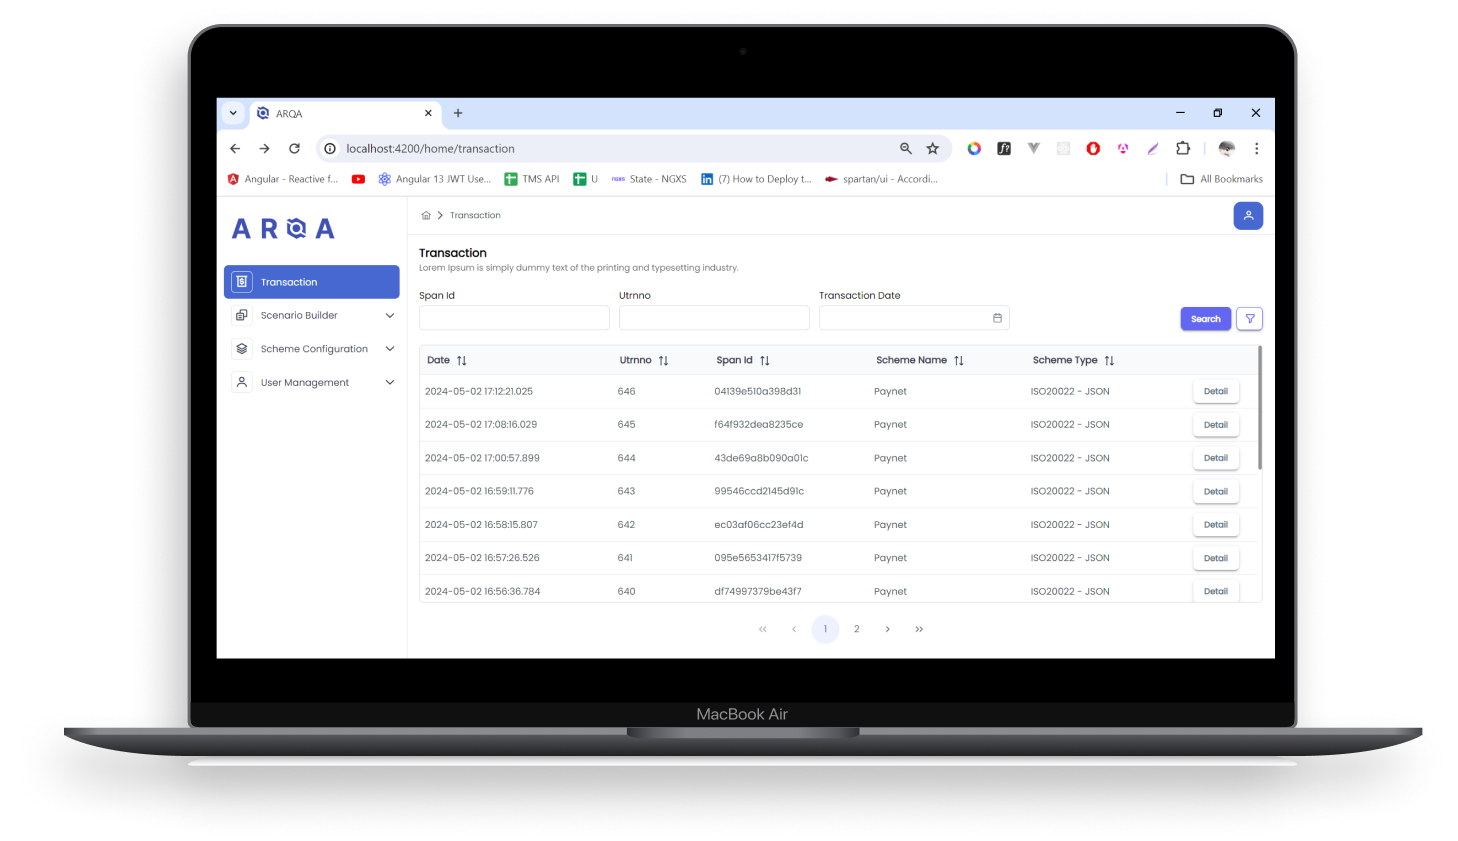 ARQA
localhost:4200/home/transaction
Angular - Reactive f...
Angular 13 JWT Use...
TMS API
U
State - NGXS
(7) How to Deploy t...
spartan/ui - Accordi...
All Bookmarks
ARQA
Transaction
Transaction
Scenario Builder
Scheme Configuration
User Management
Transaction
Lorem Ipsum is simply dummy text of the printing and typesetting industry.
Span Id Utrnno Transaction Date
Search
Date Utrnno Span Id Scheme Name Scheme Type
2024-05-02 17:12:21.025 646 04139e510a398d31 Paynet ISO20022 - JSON Detail
2024-05-02 17:08:16.029 645 f64f932dea8235ce Paynet ISO20022 - JSON Detail
2024-05-02 17:00:57.899 644 43de69a8b090a01c Paynet ISO20022 - JSON Detail
2024-05-02 16:59:11.776 643 99546ccd2145d91c Paynet ISO20022 - JSON Detail
2024-05-02 16:58:15.807 642 ec03af06cc23ef4d Paynet ISO20022 - JSON Detail
2024-05-02 16:57:26.526 641 095e5653417f5739 Paynet ISO20022 - JSON Detail
2024-05-02 16:56:36.784 640 df74997379be43f7 Paynet ISO20022 - JSON Detail
1 2
MacBook Air